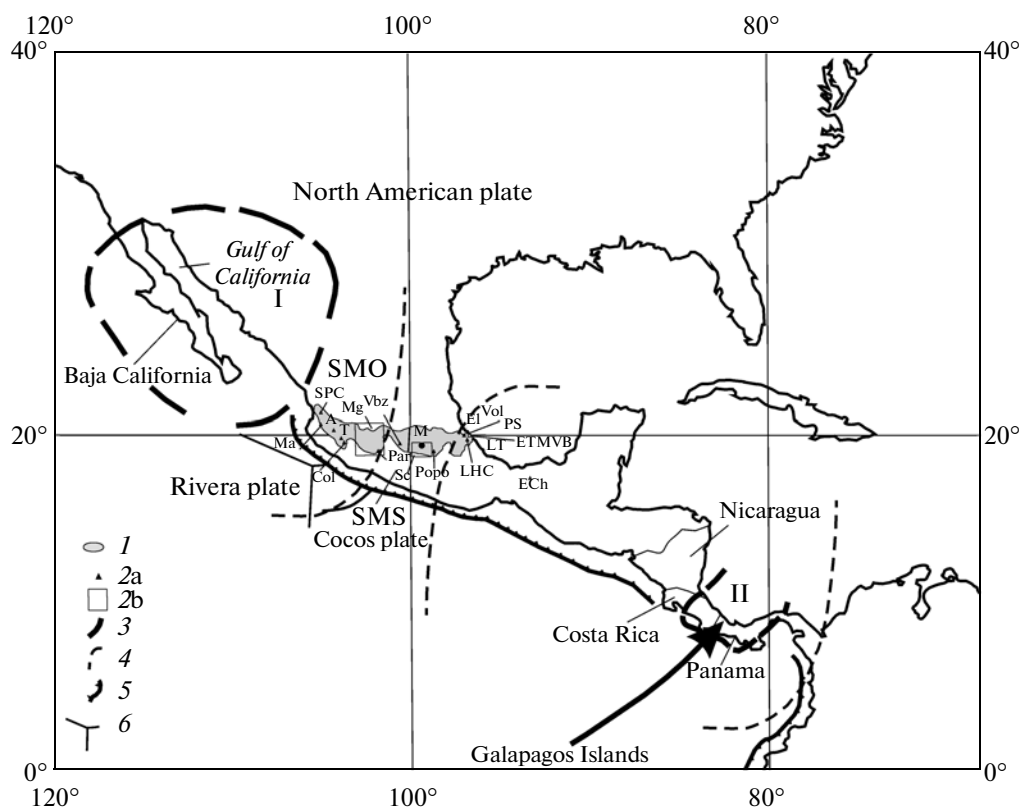 120° 100° 80°
40° 40°
North American plate
Gulf of
California
I
Baja California
SMO
SPC
Mg Vbz
A T M
El Vol
PS
20° 20°
Ma
Par
LT
ETMVB
Col
Sc Popo
LHC
Rivera plate
ECh
SMS
Cocos plate
Nicaragua
1
2a
2b
3
4
5
6
II
Costa Rica
Panama
Galapagos Islands
0° 0°
120° 100° 80°